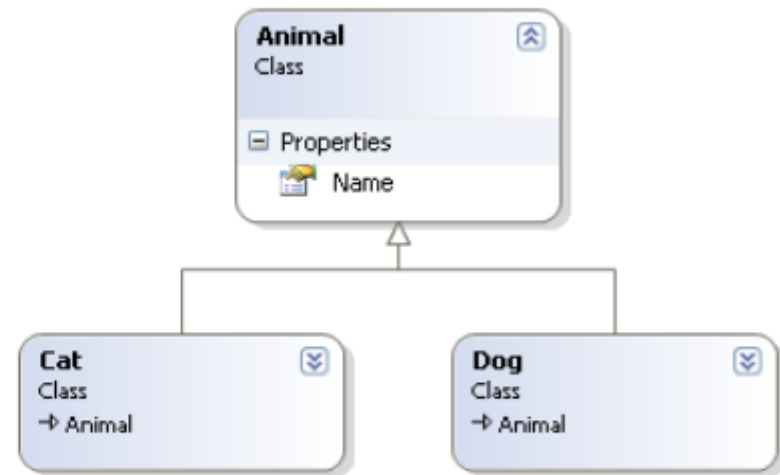 Animal
Class
Properties
Name
Cat
Class
Animal
Dog
Class
Animal